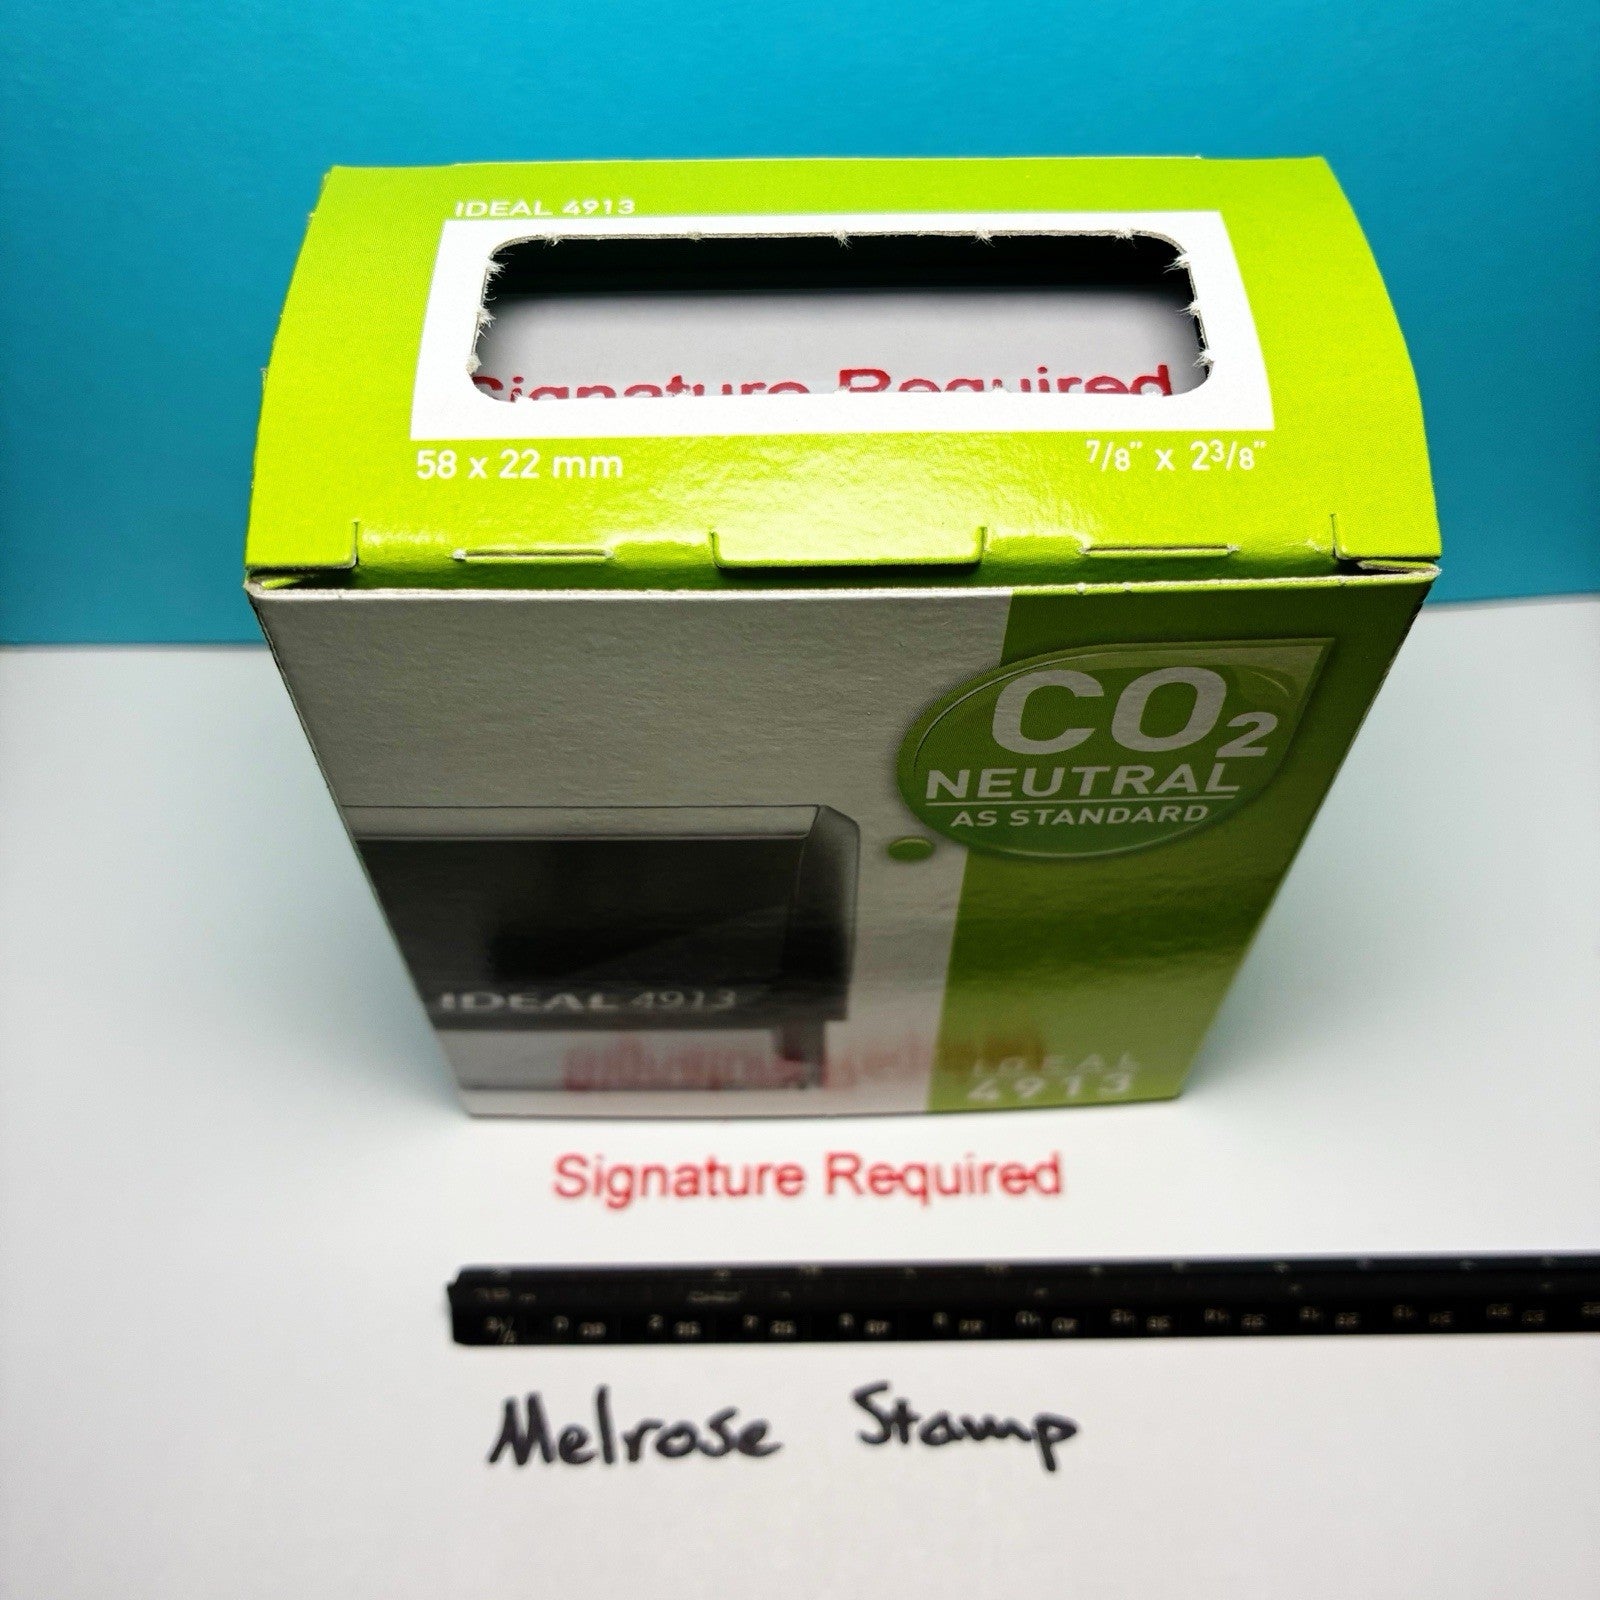 IDEAL 4913
Signature Required
58 x 22 mm
7/8" x 2 3/8"
CO2
NEUTRAL
AS STANDARD
IDEAL 4913
IDEAL
4913
Signature Required
Melrose Stamp